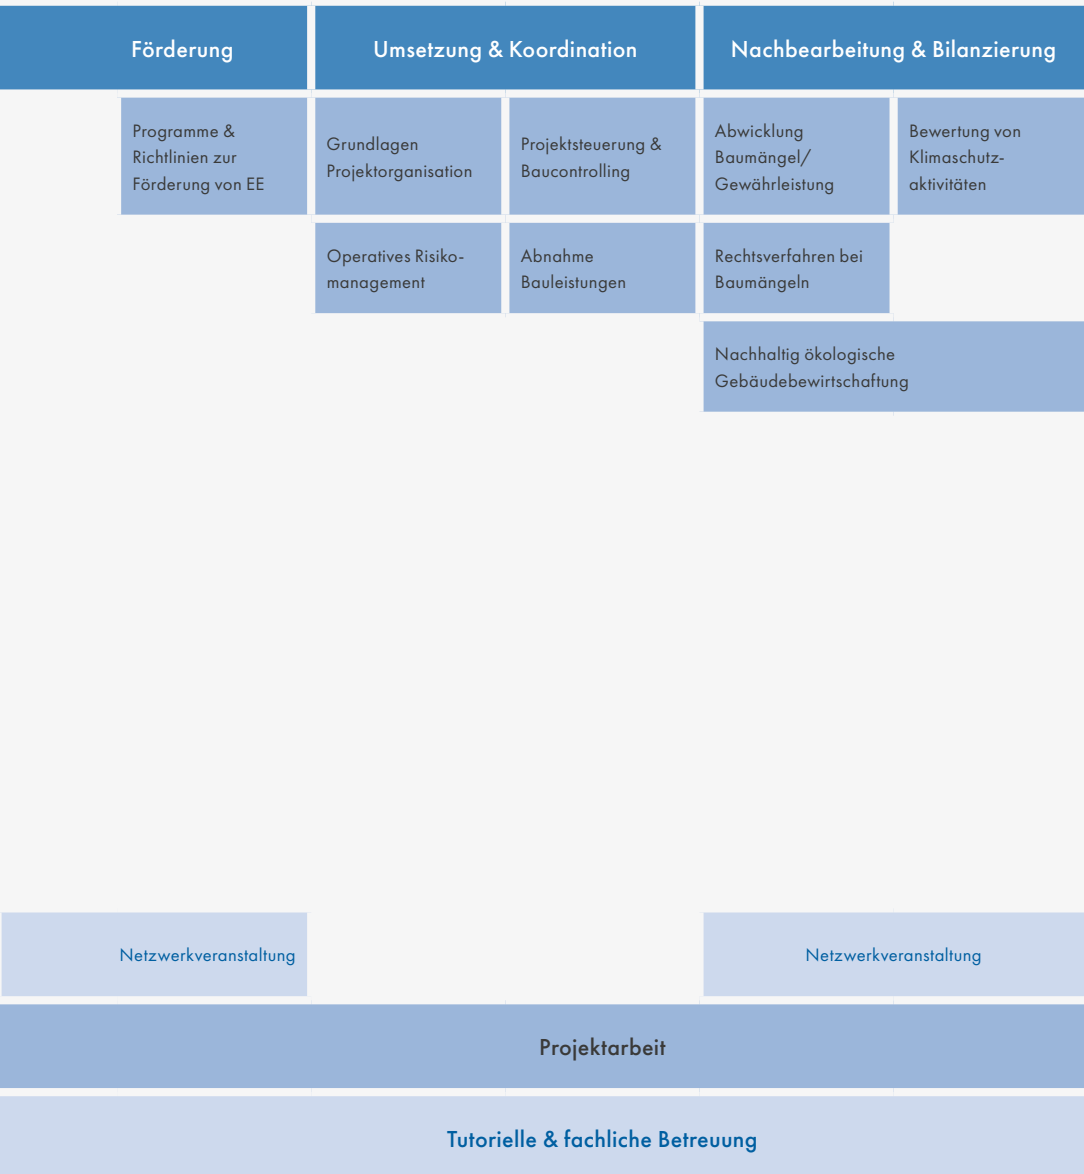 Förderung
Umsetzung & Koordination
Nachbearbeitung & Bilanzierung
Programme &
Richtlinien zur
Förderung von EE
Grundlagen
Projektorganisation
Projektsteuerung &
Baucontrolling
Abwicklung
Baumängel/
Gewährleistung
Bewertung von
Klimaschutz-
aktivitäten
Operatives Risiko-
management
Abnahme
Bauleistungen
Rechtsverfahren bei
Baumängeln
Nachhaltig ökologische
Gebäudebewirtschaftung
Netzwerkveranstaltung
Netzwerkveranstaltung
Projektarbeit
Tutorielle & fachliche Betreuung